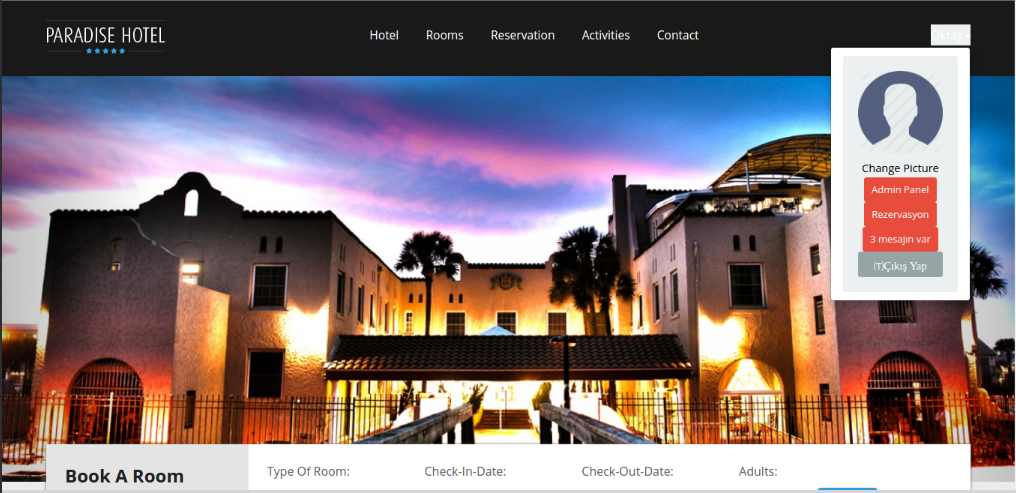 PARADISE HOTEL
Hotel
Rooms
Reservation
Activities
Contact
Oktay
Change Picture
Admin Panel
Rezervasyon
3 mesajın var
(T)Çıkış Yap
Book A Room
Type Of Room:
Check-In-Date:
Check-Out-Date:
Adults: